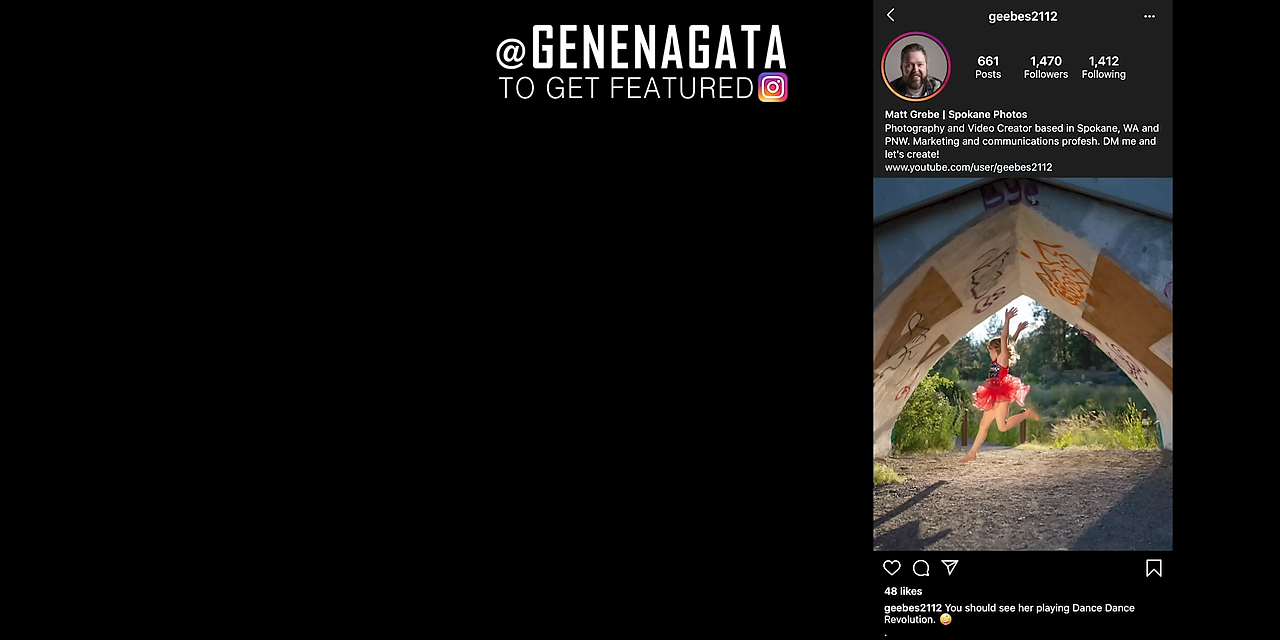 @GENENAGATA
TO GET FEATURED
geebes2112
661
1,470
1,412
Posts
Followers
Following
Matt Grebe | Spokane Photos
Photography and Video Creator based in Spokane, WA and
PNW. Marketing and communications profesh. DM me and
let's create!
www.youtube.com/user/geebes2112
Bye
48 likes
geebes2112 You should see her playing Dance Dance
Revolution. 🤪
.